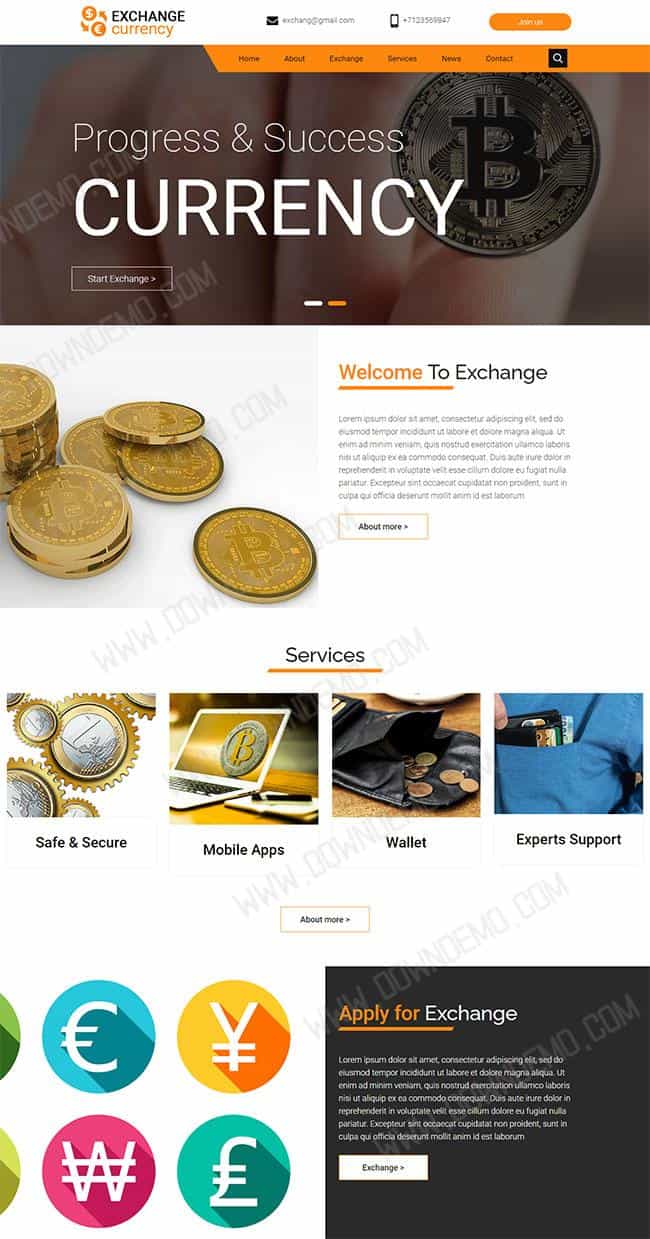 EXCHANGE
currency
exchang@gmail.com
+7123569847
Join us
Home About Exchange Services News Contact
Progress & Success
CURRENCY
Start Exchange >
Welcome To Exchange
Lorem ipsum dolor sit amet, consectetur adipiscing elit,
eiusmod tempor incididunt ut labore et dolore magna aliqua. Ut
enim ad minim veniam, quis nostrud exercitation ullamco laboris
nisi ut aliquip ex ea commodo consequat. Duis aute irure dolor in
reprehenderit in voluptate velit esse cillum dolore eu fugiat nulla
pariatur. Excepteur sint occaecat cupidatat non proident, sunt in
culpa qui officia deserunt mollit anim id est laborum
About more >
Services
Safe & Secure
Mobile Apps
Wallet
Experts Support
About more >
Apply for Exchange
Lorem ipsum dolor sit amet, consectetur adipiscing elit, sed do
eiusmod tempor incididunt ut labore et dolore magna aliqua. Ut
enim ad minim veniam, quis nostrud exercitation ullamco laboris
nisi ut aliquip ex ea commodo consequat.
Duis aute irure dolor in reprehenderit in voluptate velit esse
cillum dolore eu fugiat nulla pariatur.
Excepteur sint occaecat cupidatat non proident, sunt in culpa qui
officia deserunt mollit anim id est laborum
Exchange >
WWW.DOWNDEMO.COM